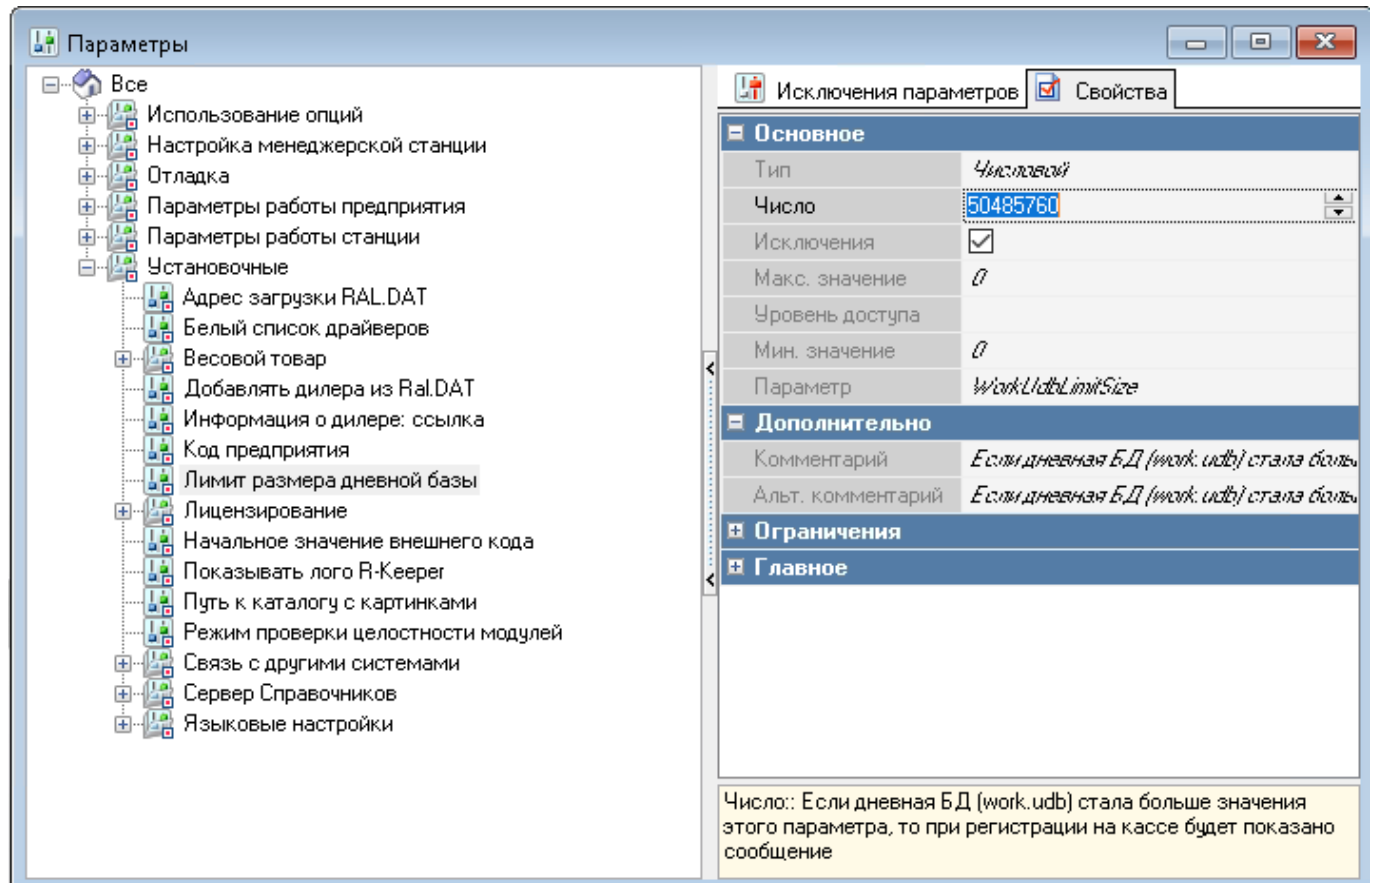 Параметры
Все
Использование опций
Настройка менеджерской станции
Отладка
Параметры работы предприятия
Параметры работы станции
Установочные
Адрес загрузки RAL.DAT
Белый список драйверов
Весовой товар
Добавлять дилера из Ral.DAT
Информация о дилере: ссылка
Код предприятия
Лимит размера дневной базы
Лицензирование
Начальное значение внешнего кода
Показывать лого R-Keeper
Путь к каталогу с картинками
Режим проверки целостности модулей
Связь с другими системами
Сервер Справочников
Языковые настройки
Исключения параметров Свойства
Основное
Тип Числовой
Число 50485760
Исключения
Макс. значение 0
Уровень доступа
Мин. значение 0
Параметр WorkUdbLimitSize
Дополнительно
Комментарий Если дневная БД (work.udb) стала боль
Альт. комментарий Если дневная БД (work.udb) стала боль
Ограничения
Главное
Число:: Если дневная БД (work.udb) стала больше значения
этого параметра, то при регистрации на кассе будет показано
сообщение